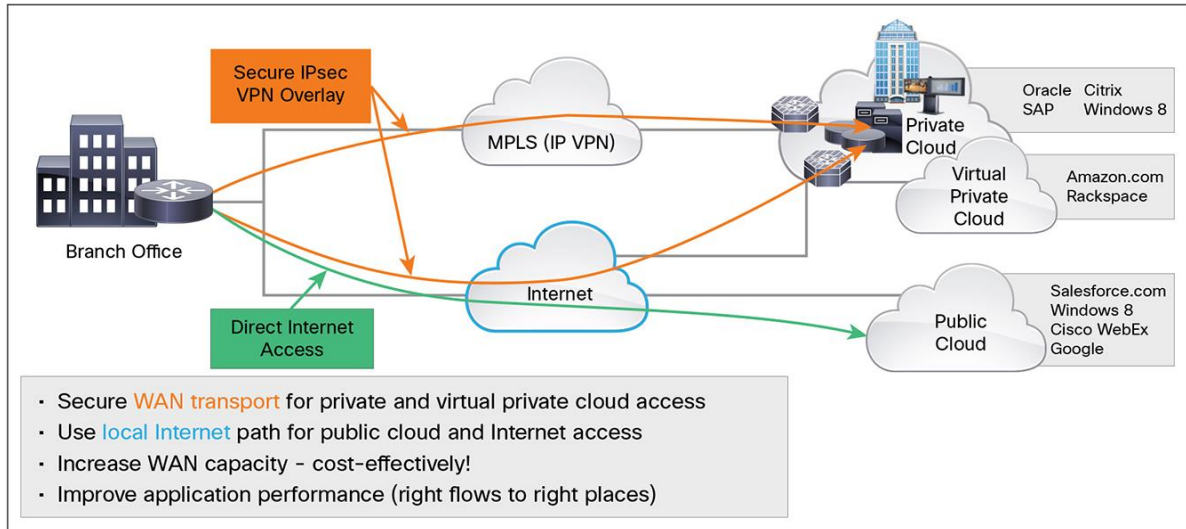 Secure IPsec
VPN Overlay
MPLS (IP VPN)
Oracle Citrix
SAP Windows 8
Private
Cloud
Virtual
Private
Cloud
Amazon.com
Rackspace
Branch Office
Internet
Direct Internet
Access
Public
Cloud
Salesforce.com
Windows 8
Cisco WebEx
Google
· Secure WAN transport for private and virtual private cloud access
· Use local Internet path for public cloud and Internet access
· Increase WAN capacity - cost-effectively!
· Improve application performance (right flows to right places)